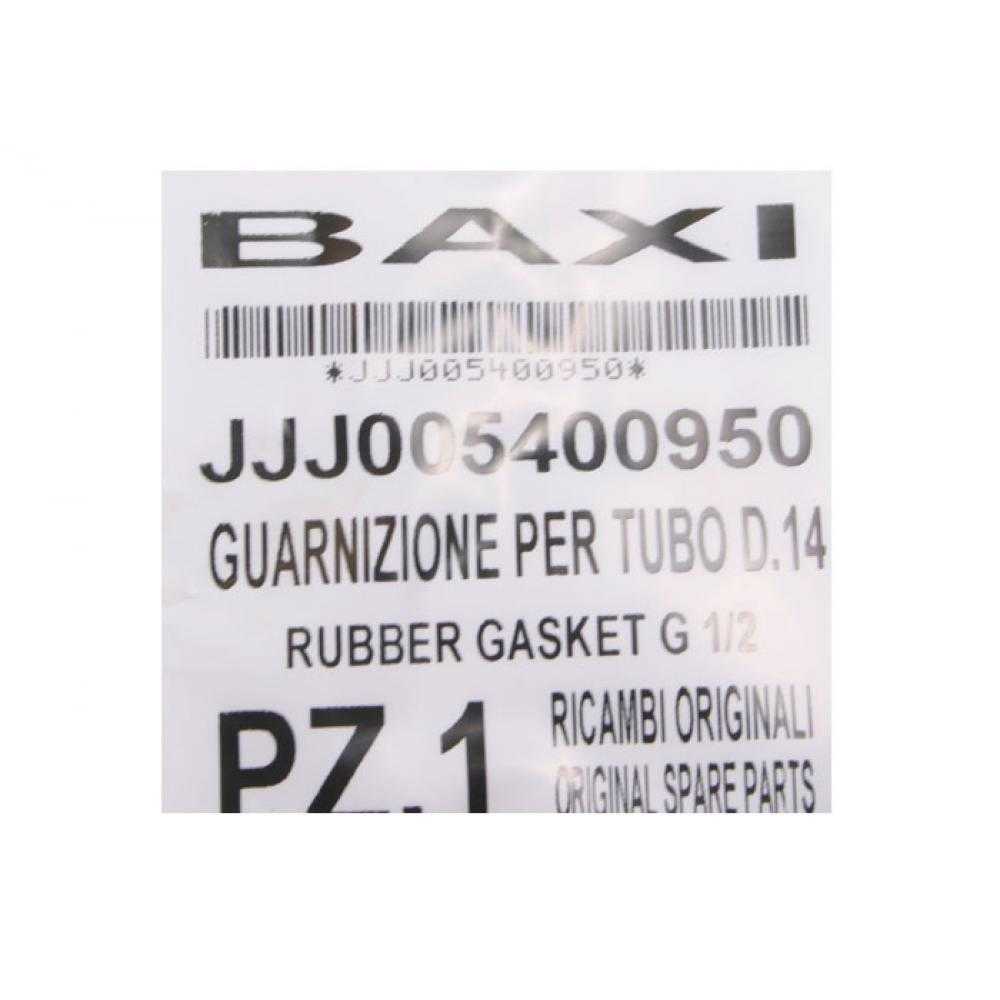 BAXI
*JJJ005400950*
JJJ005400950
GUARNIZIONE PER TUBO D.14
RUBBER GASKET G 1/2
PZ.1
RICAMBI ORIGINALI
ORIGINAL SPARE PARTS